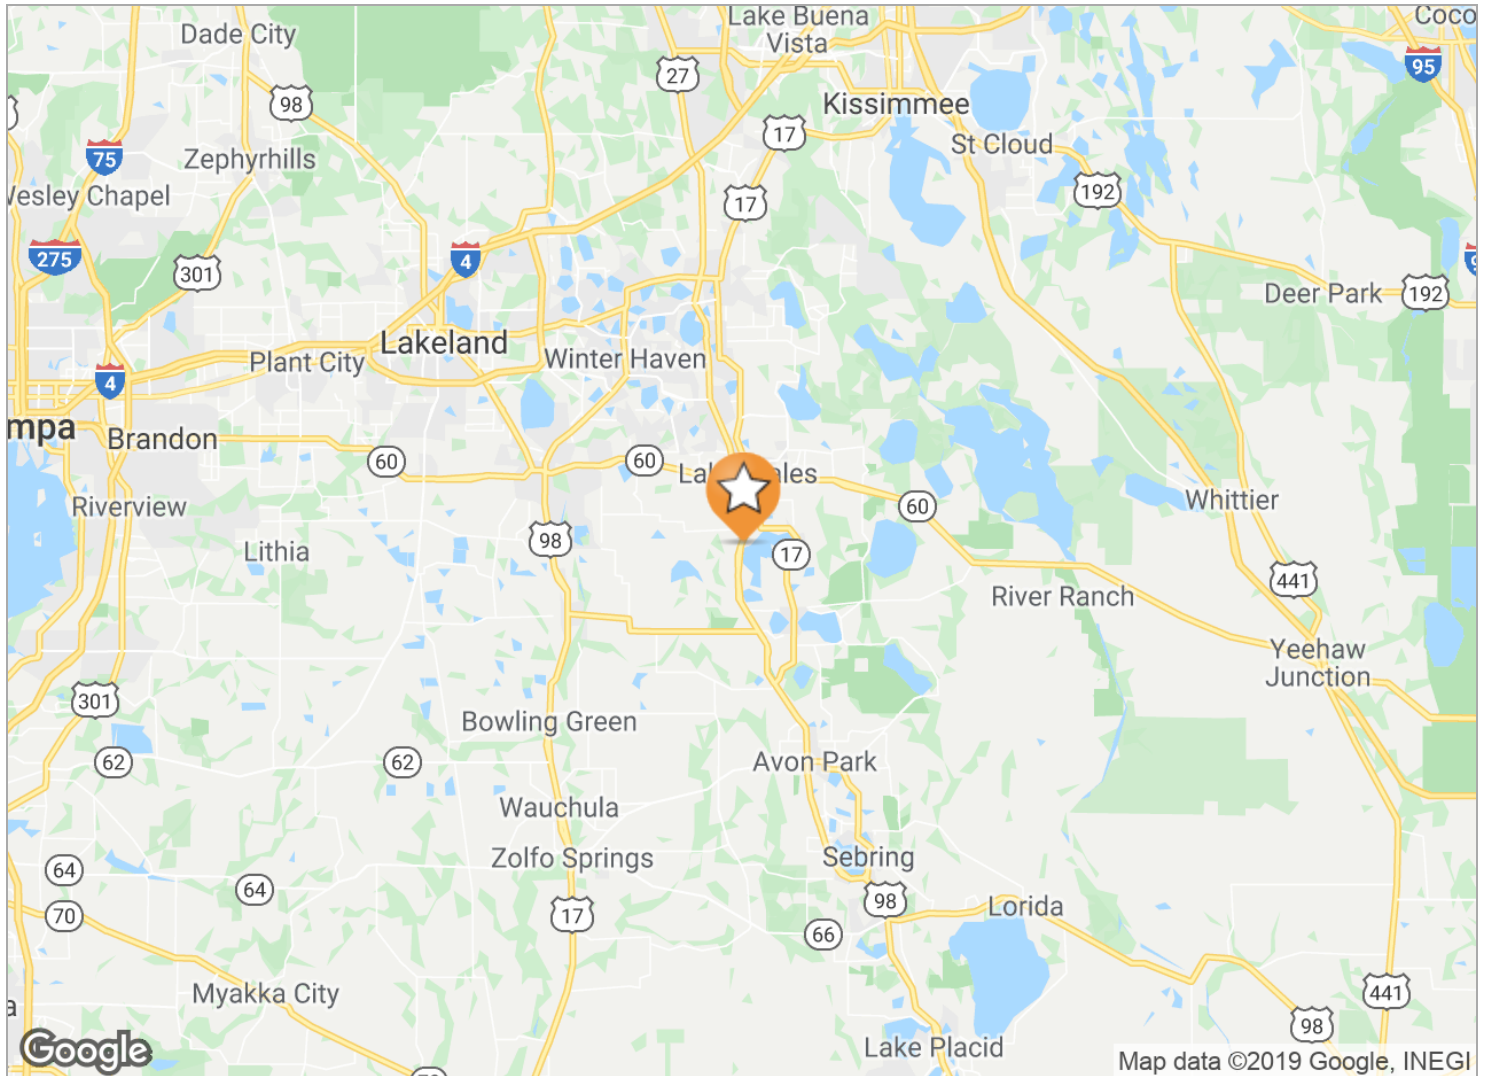 Lake Buena
Vista
Coco
Dade City
27
95
98
Kissimmee
17
St Cloud
75
Zephyrhills
192
Wesley Chapel
17
275
4
301
Deer Park
192
Lakeland
Winter Haven
Plant City
4
mpa
Brandon
60
60
Riverview
60
Whittier
98
17
Lithia
441
River Ranch
Yeehaw
Junction
301
Bowling Green
62
62
Avon Park
Wauchula
Zolfo Springs
Sebring
64
64
98
70
17
Lorida
66
Myakka City
441
98
Lake Placid
Google
Map data ©2019 Google, INEGI